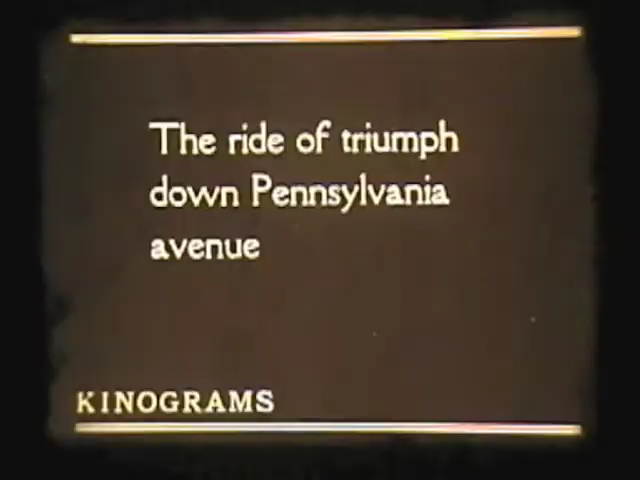 The ride of triumph
down Pennsylvania
avenue
KINOGRAMS